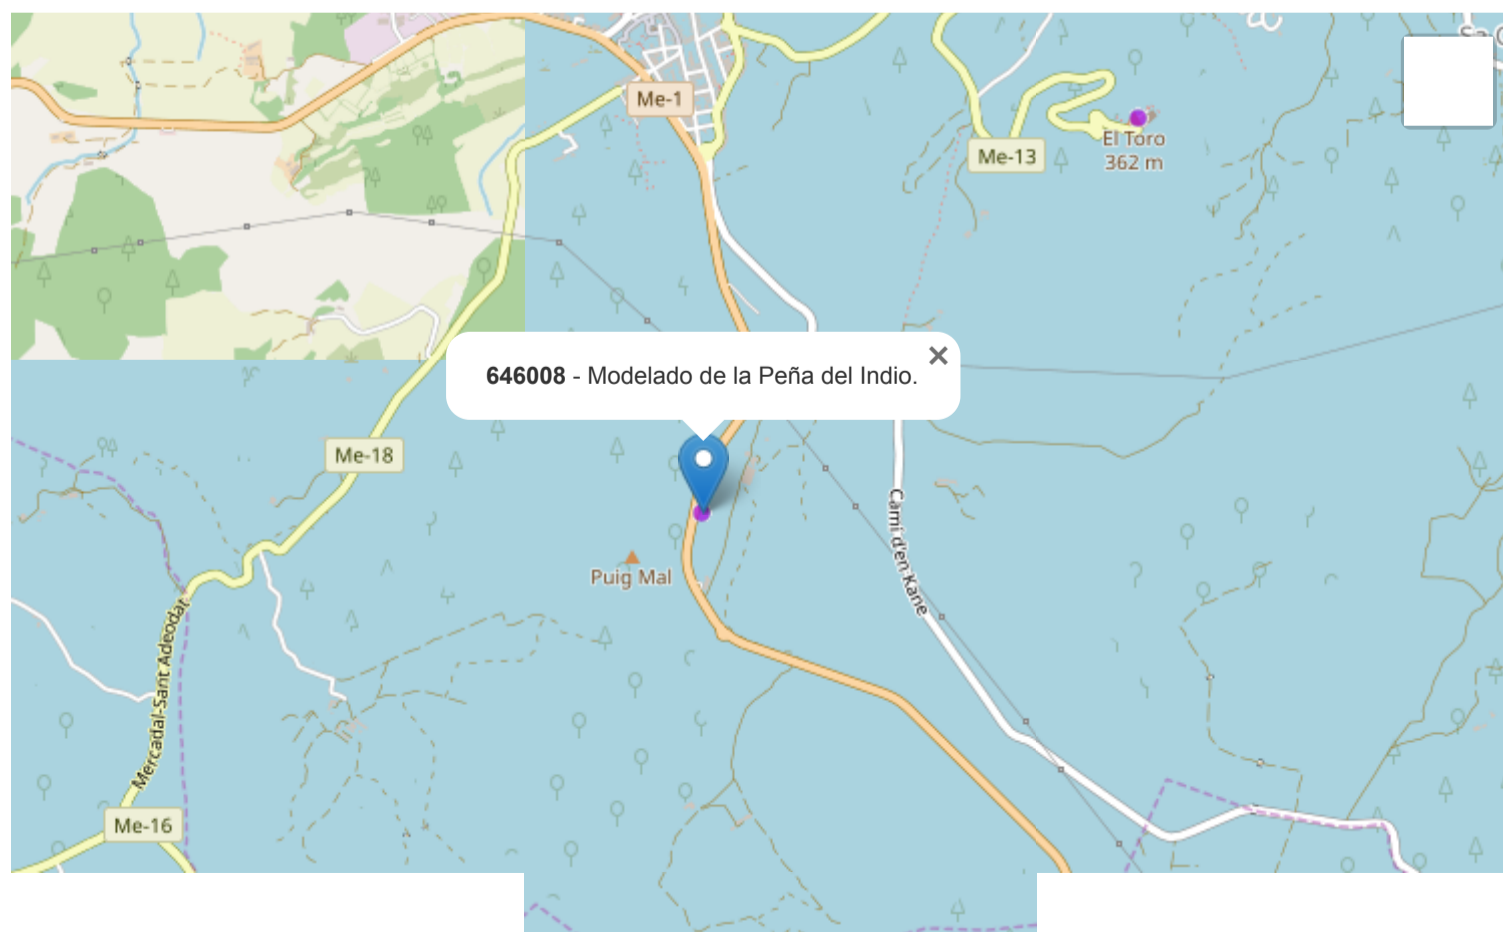 Me-1
Me-13
El Toro
362 m
646008 - Modelado de la Peña del Indio.
×
Me-18
Camí d'en Kane
Puig Mal
Mercadal-Sant Adeodat
Me-16